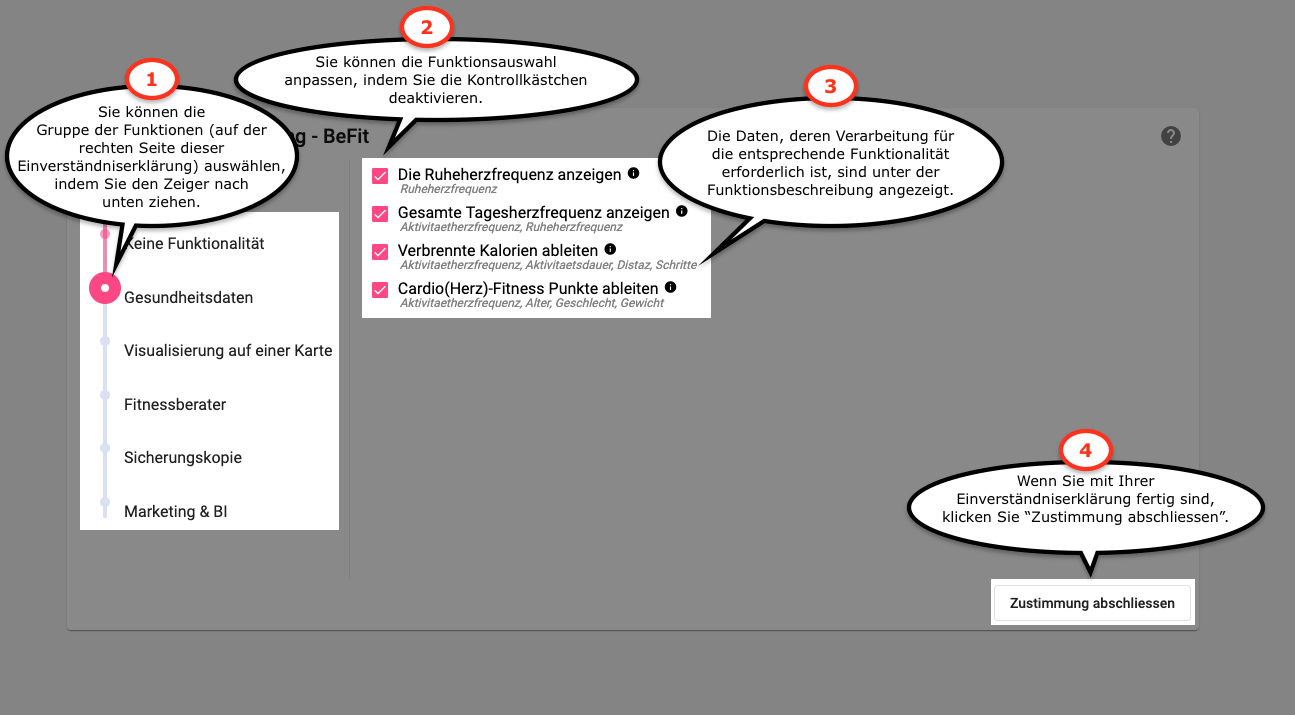 1
Sie können die
Gruppe der Funktionen (auf der
rechten Seite dieser
Einverständniserklärung) auswählen,
indem Sie den Zeiger nach
unten ziehen.
2
Sie können die Funktionsauswahl
anpassen, indem Sie die Kontrollkästchen
deaktivieren.
3
Die Daten, deren Verarbeitung für
die entsprechende Funktionalität
erforderlich ist, sind unter der
Funktionsbeschreibung angezeigt.
- BeFit
Keine Funktionalität
Gesundheitsdaten
Visualisierung auf einer Karte
Fitnessberater
Sicherungskopie
Marketing & BI
Die Ruheherzfrequenz anzeigen
Ruheherzfrequenz
Gesamte Tagesherzfrequenz anzeigen
Aktivitaetherzfrequenz, Ruheherzfrequenz
Verbrennte Kalorien ableiten
Aktivitaetherzfrequenz, Aktivitaetsdauer, Distaz, Schritte
Cardio(Herz)-Fitness Punkte ableiten
Aktivitaetherzfrequenz, Alter, Geschlecht, Gewicht
4
Wenn Sie mit Ihrer
Einverständniserklärung fertig sind,
klicken Sie “Zustimmung abschliessen”.
Zustimmung abschliessen